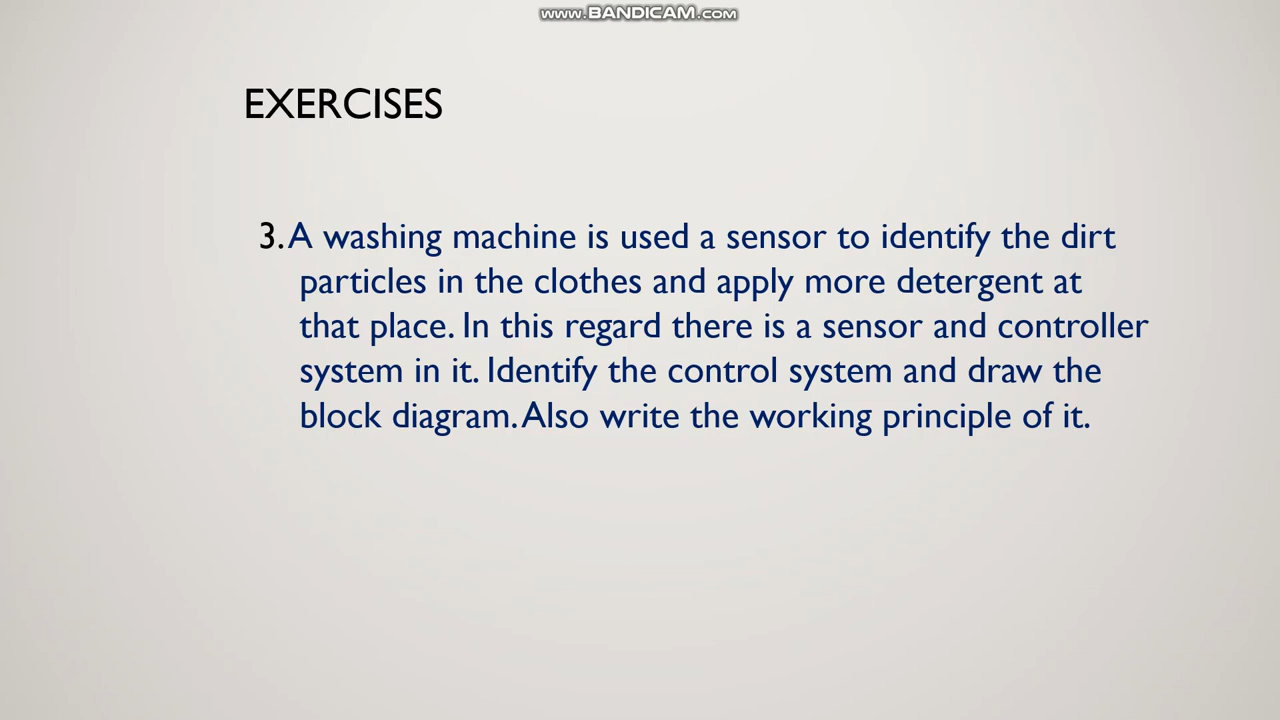 www.BANDICAM.com
EXERCISES
3. A washing machine is used a sensor to identify the dirt
particles in the clothes and apply more detergent at
that place. In this regard there is a sensor and controller
system in it. Identify the control system and draw the
block diagram. Also write the working principle of it.